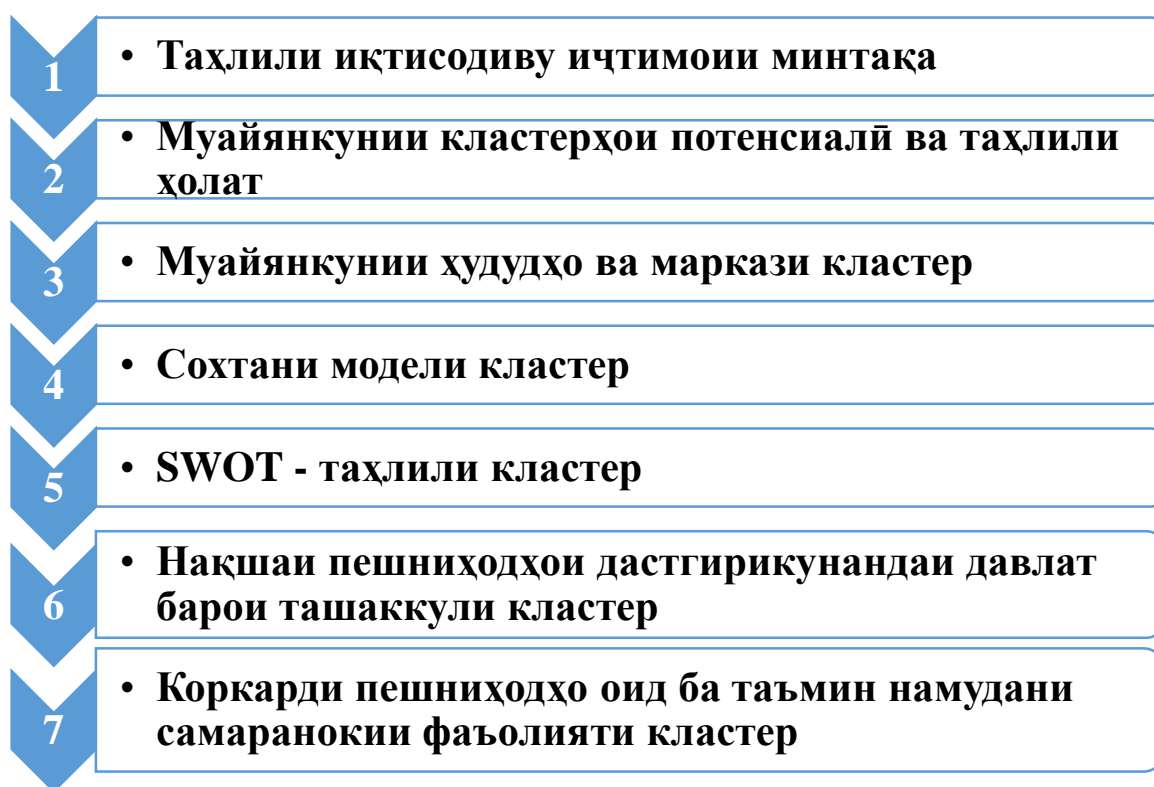 1
• Таҳлили иқтисодиву иҷтимоии минтақа
2
• Муайянкунии кластерҳои потенсиалӣ ва таҳлили
ҳолат
3
• Муайянкунии ҳудудҳо ва маркази кластер
4
• Сохтани модели кластер
5
• SWOT - таҳлили кластер
6
• Нақшаи пешниҳодҳои дастгирикунандаи давлат
барои ташаккули кластер
7
• Коркарди пешниҳодҳо оид ба таъмин намудани
самаранокии фаъолияти кластер